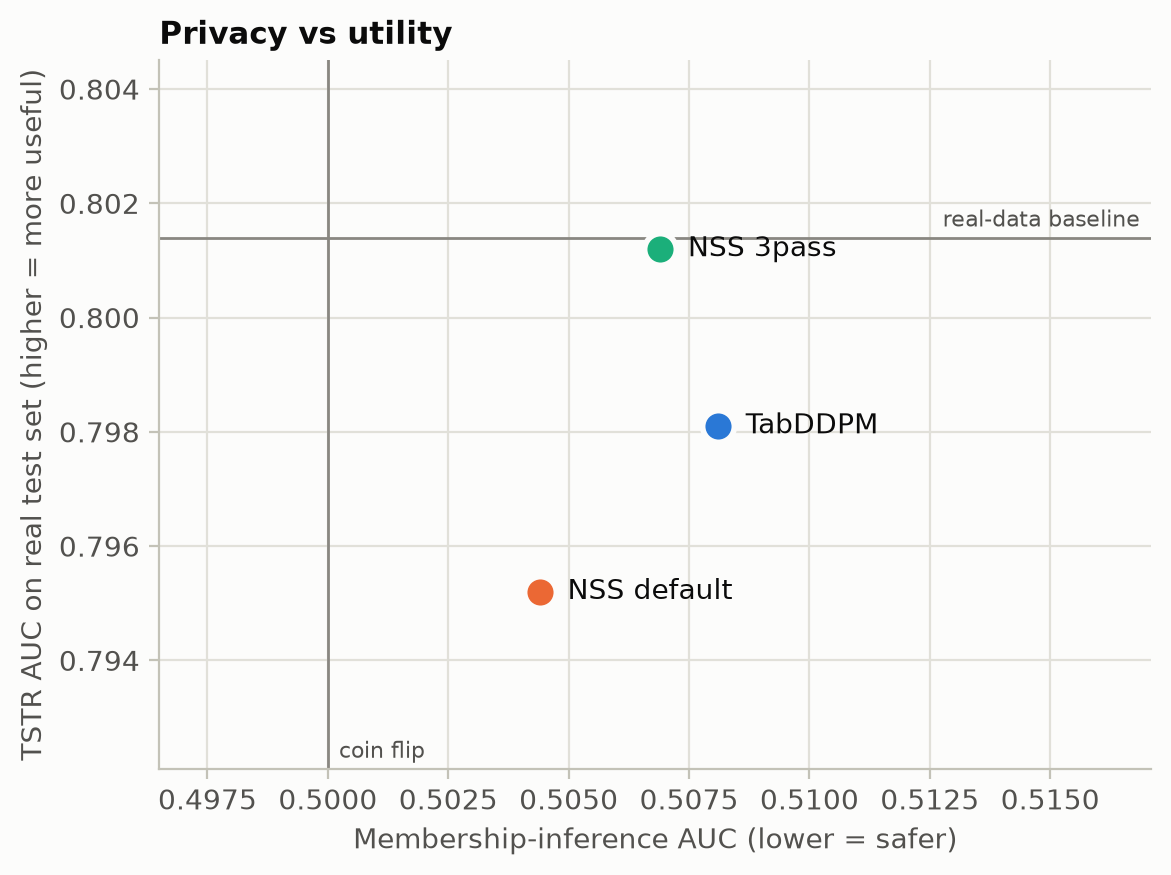 Privacy vs utility
TSTR AUC on real test set (higher = more useful)
0.804
0.802
0.800
0.798
0.796
0.794
real-data baseline
NSS 3pass
TabDDPM
NSS default
coin flip
0.4975 0.5000 0.5025 0.5050 0.5075 0.5100 0.5125 0.5150
Membership-inference AUC (lower = safer)